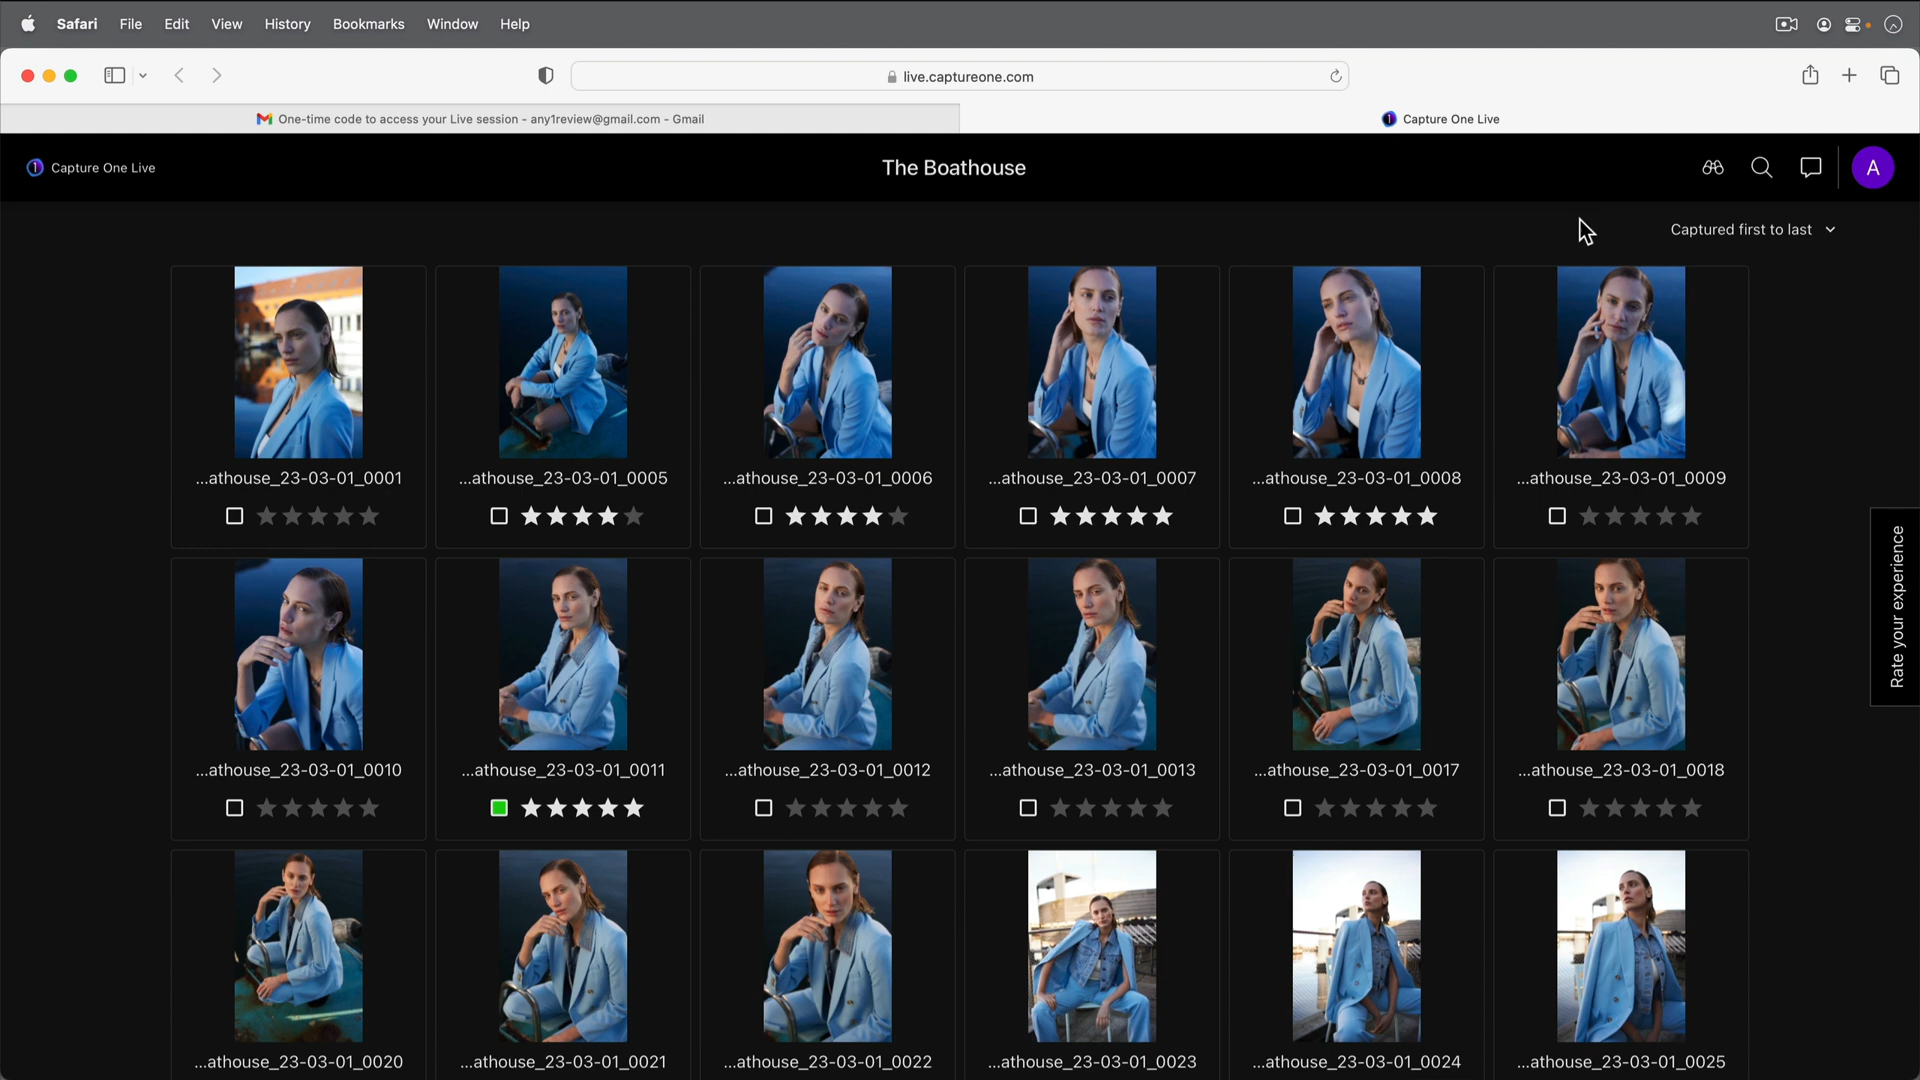 Safari File Edit View History Bookmarks Window Help
live.captureone.com
One-time code to access your Live session - any1review@gmail.com - Gmail
Capture One Live
1 Capture One Live
The Boathouse
A
Captured first to last
...athouse_23-03-01_0001
...athouse_23-03-01_0005
...athouse_23-03-01_0006
...athouse_23-03-01_0007
...athouse_23-03-01_0008
...athouse_23-03-01_0009
Rate your experience
...athouse_23-03-01_0010
...athouse_23-03-01_0011
...athouse_23-03-01_0012
...athouse_23-03-01_0013
...athouse_23-03-01_0017
...athouse_23-03-01_0018
...athouse_23-03-01_0020
...athouse_23-03-01_0021
...athouse_23-03-01_0022
...athouse_23-03-01_0023
...athouse_23-03-01_0024
...athouse_23-03-01_0025